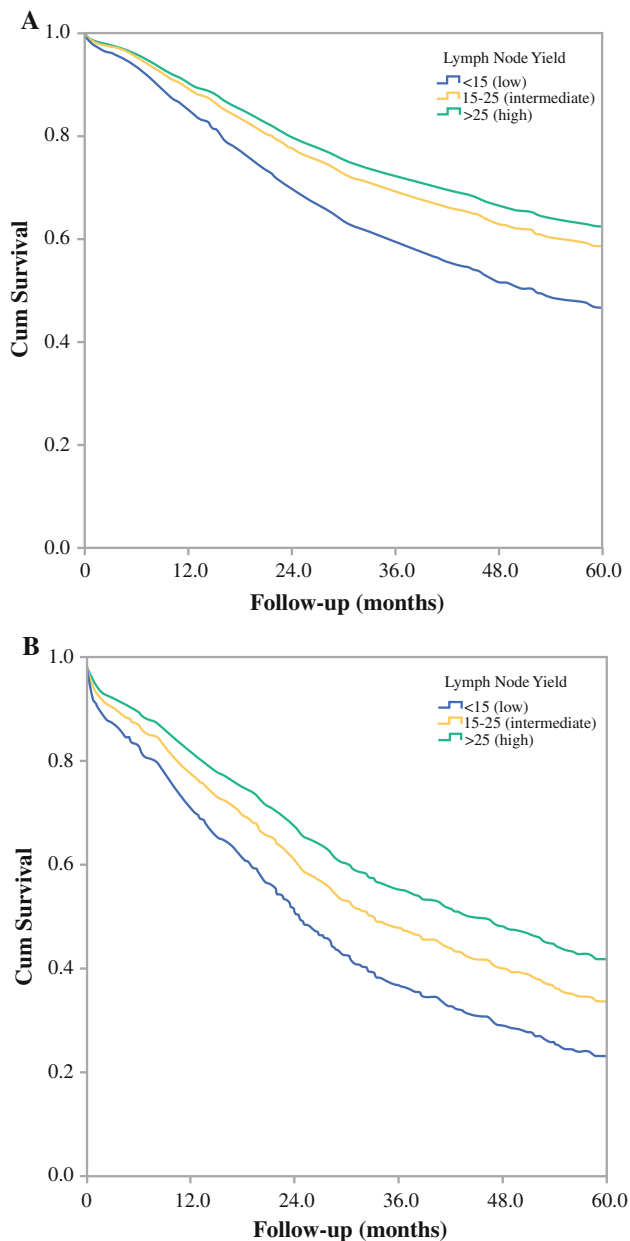 A
1.0
0.8
0.6
0.4
0.2
0.0
Cum Survival
Lymph Node Yield
<15 (low)
15-25 (intermediate)
>25 (high)
0 12.0 24.0 36.0 48.0 60.0
Follow-up (months)
B
1.0
0.8
0.6
0.4
0.2
0.0
Cum Survival
Lymph Node Yield
<15 (low)
15-25 (intermediate)
>25 (high)
0 12.0 24.0 36.0 48.0 60.0
Follow-up (months)